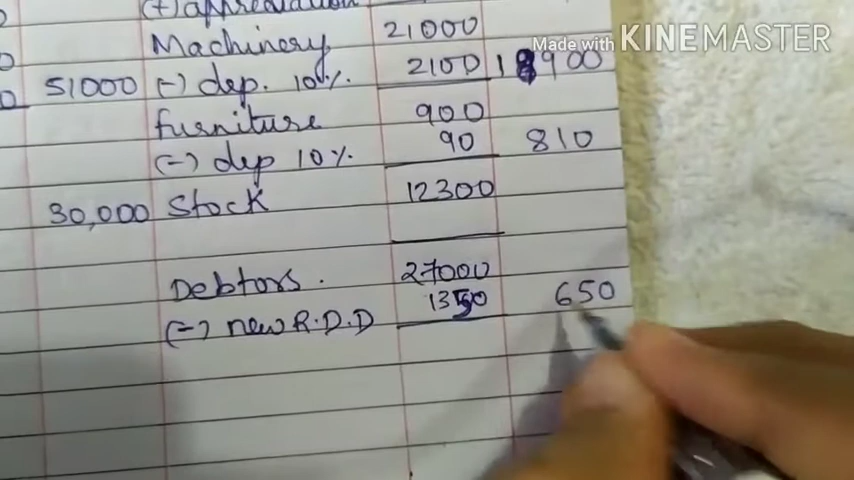 (+) appreciation
Machinery 21000
51000 (-) dep. 10%. 2100 18900
furniture 900
(-) dep 10%. 90 810
30,000 Stock 12300
Debtors. 27000
(-) new R.D.D 1350 650
Made with KINEMASTER